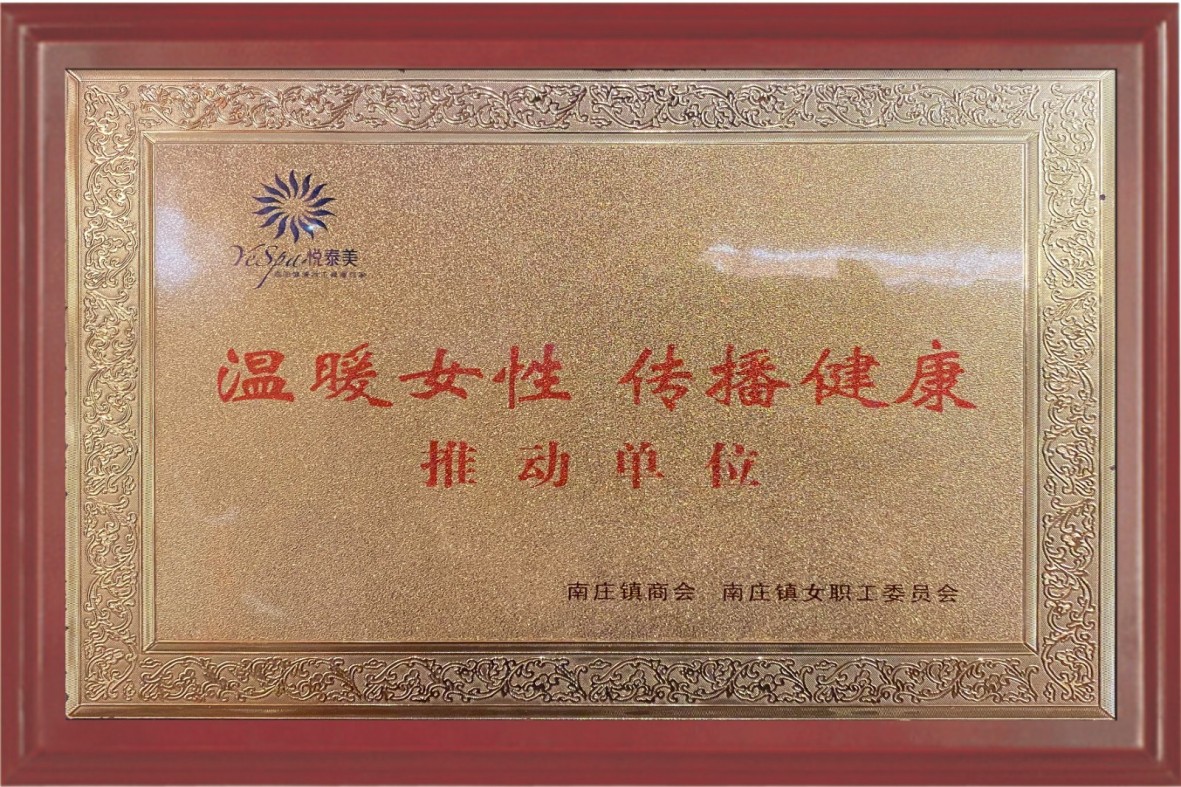 YeSpa悦泰美
温暖女性 传播健康
推动单位
南庄镇商会 南庄镇女职工委员会